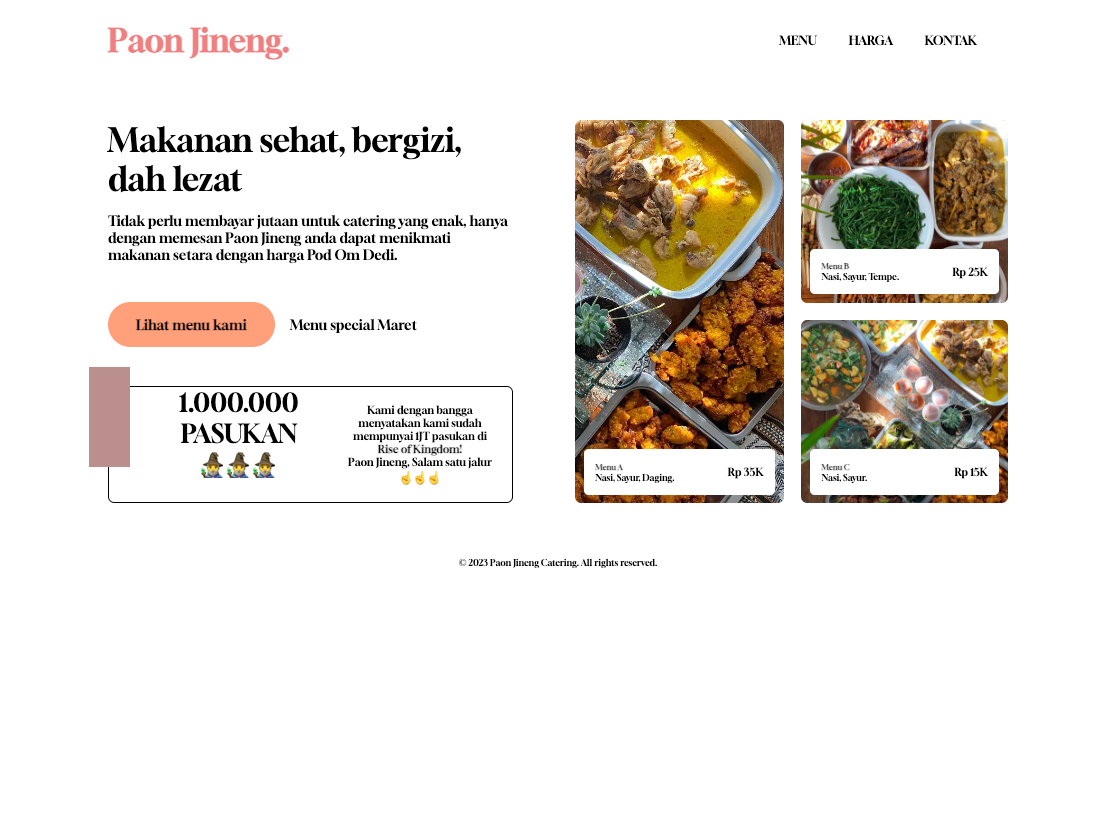 Paon Jineng.
MENU HARGA KONTAK
Makanan sehat, bergizi,
dah lezat
Tidak perlu membayar jutaan untuk catering yang enak, hanya
dengan memesan Paon Jineng anda dapat menikmati
makanan setara dengan harga Pod Om Dedi.
Lihat menu kami
Menu special Maret
1.000.000
PASUKAN
Kami dengan bangga
menyatakan kami sudah
mempunyai 1JT pasukan di
Rise of Kingdom!
Paon Jineng, Salam satu jalur
Menu A
Nasi, Sayur, Daging.
Rp 35K
Menu B
Nasi, Sayur, Tempe.
Rp 25K
Menu C
Nasi, Sayur.
Rp 15K
© 2023 Paon Jineng Catering. All rights reserved.